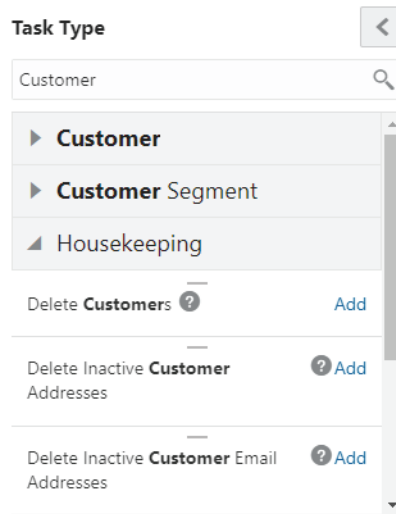 Task Type
Customer
Customer
Customer Segment
Housekeeping
Delete Customers ? Add
Delete Inactive Customer ? Add
Addresses
Delete Inactive Customer Email ? Add
Addresses